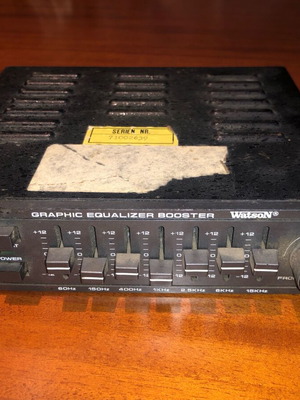 SERIEN NR.
GRAPHIC EQUALIZER BOOSTER WatsoN®
+12 +12 +12 +12 +12 +12 +12
POWER
60Hz 150Hz 400Hz 1KHz 2.5KHz 6KHz 15KHz